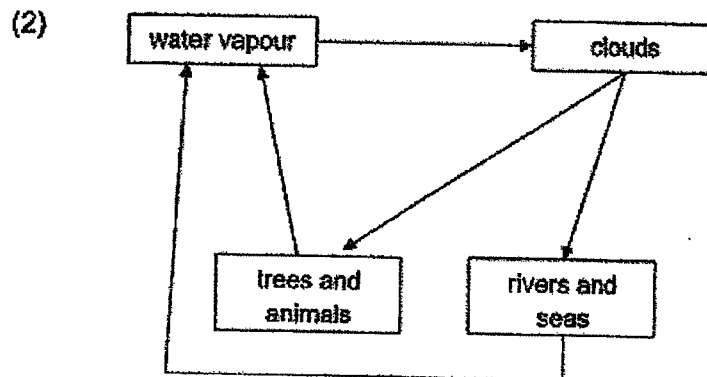 (2)
water vapour
clouds
trees and
animals
rivers and
seas